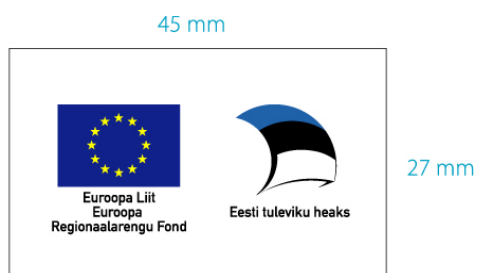 45 mm
27 mm
Euroopa Liit
Euroopa
Regionaalarengu Fond
Eesti tuleviku heaks